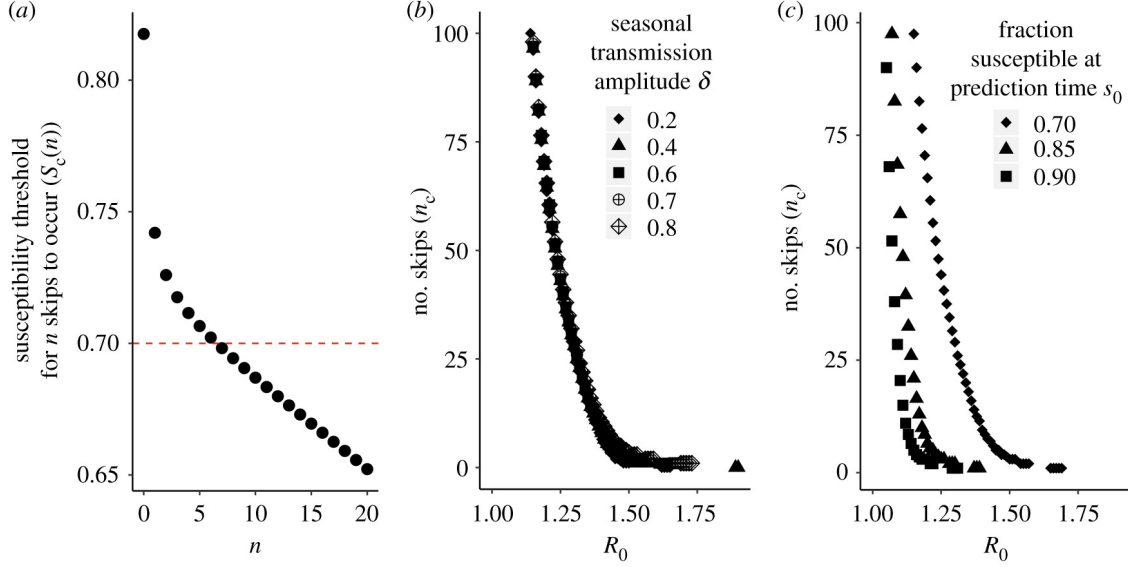 (a)
susceptibility threshold
for n skips to occur (Sc(n))
0.80
0.75
0.70
0.65
0
5
10
15
20
n
(b)
seasonal
transmission
amplitude δ
0.2
0.4
0.6
0.7
0.8
no. skips (nc)
100
75
50
25
0
1.00
1.25
1.50
1.75
R0
(c)
fraction
susceptible at
prediction time s0
0.70
0.85
0.90
no. skips (nc)
100
75
50
25
0
1.00
1.25
1.50
1.75
R0